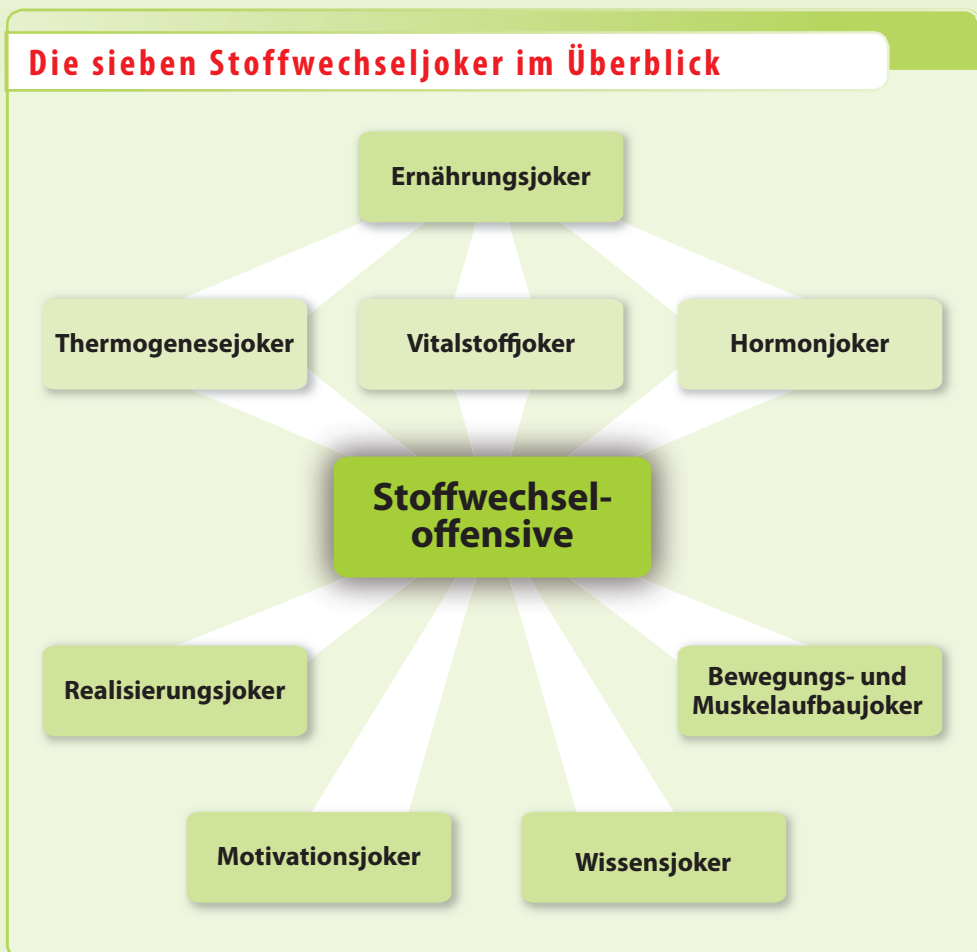 Die sieben Stoffwechseljoker im Überblick
Ernährungsjoker
Thermogenesejoker
Vitalstoffjoker
Hormonjoker
Stoffwechsel-
offensive
Realisierungsjoker
Bewegungs- und
Muskelaufbaujoker
Motivationsjoker
Wissensjoker